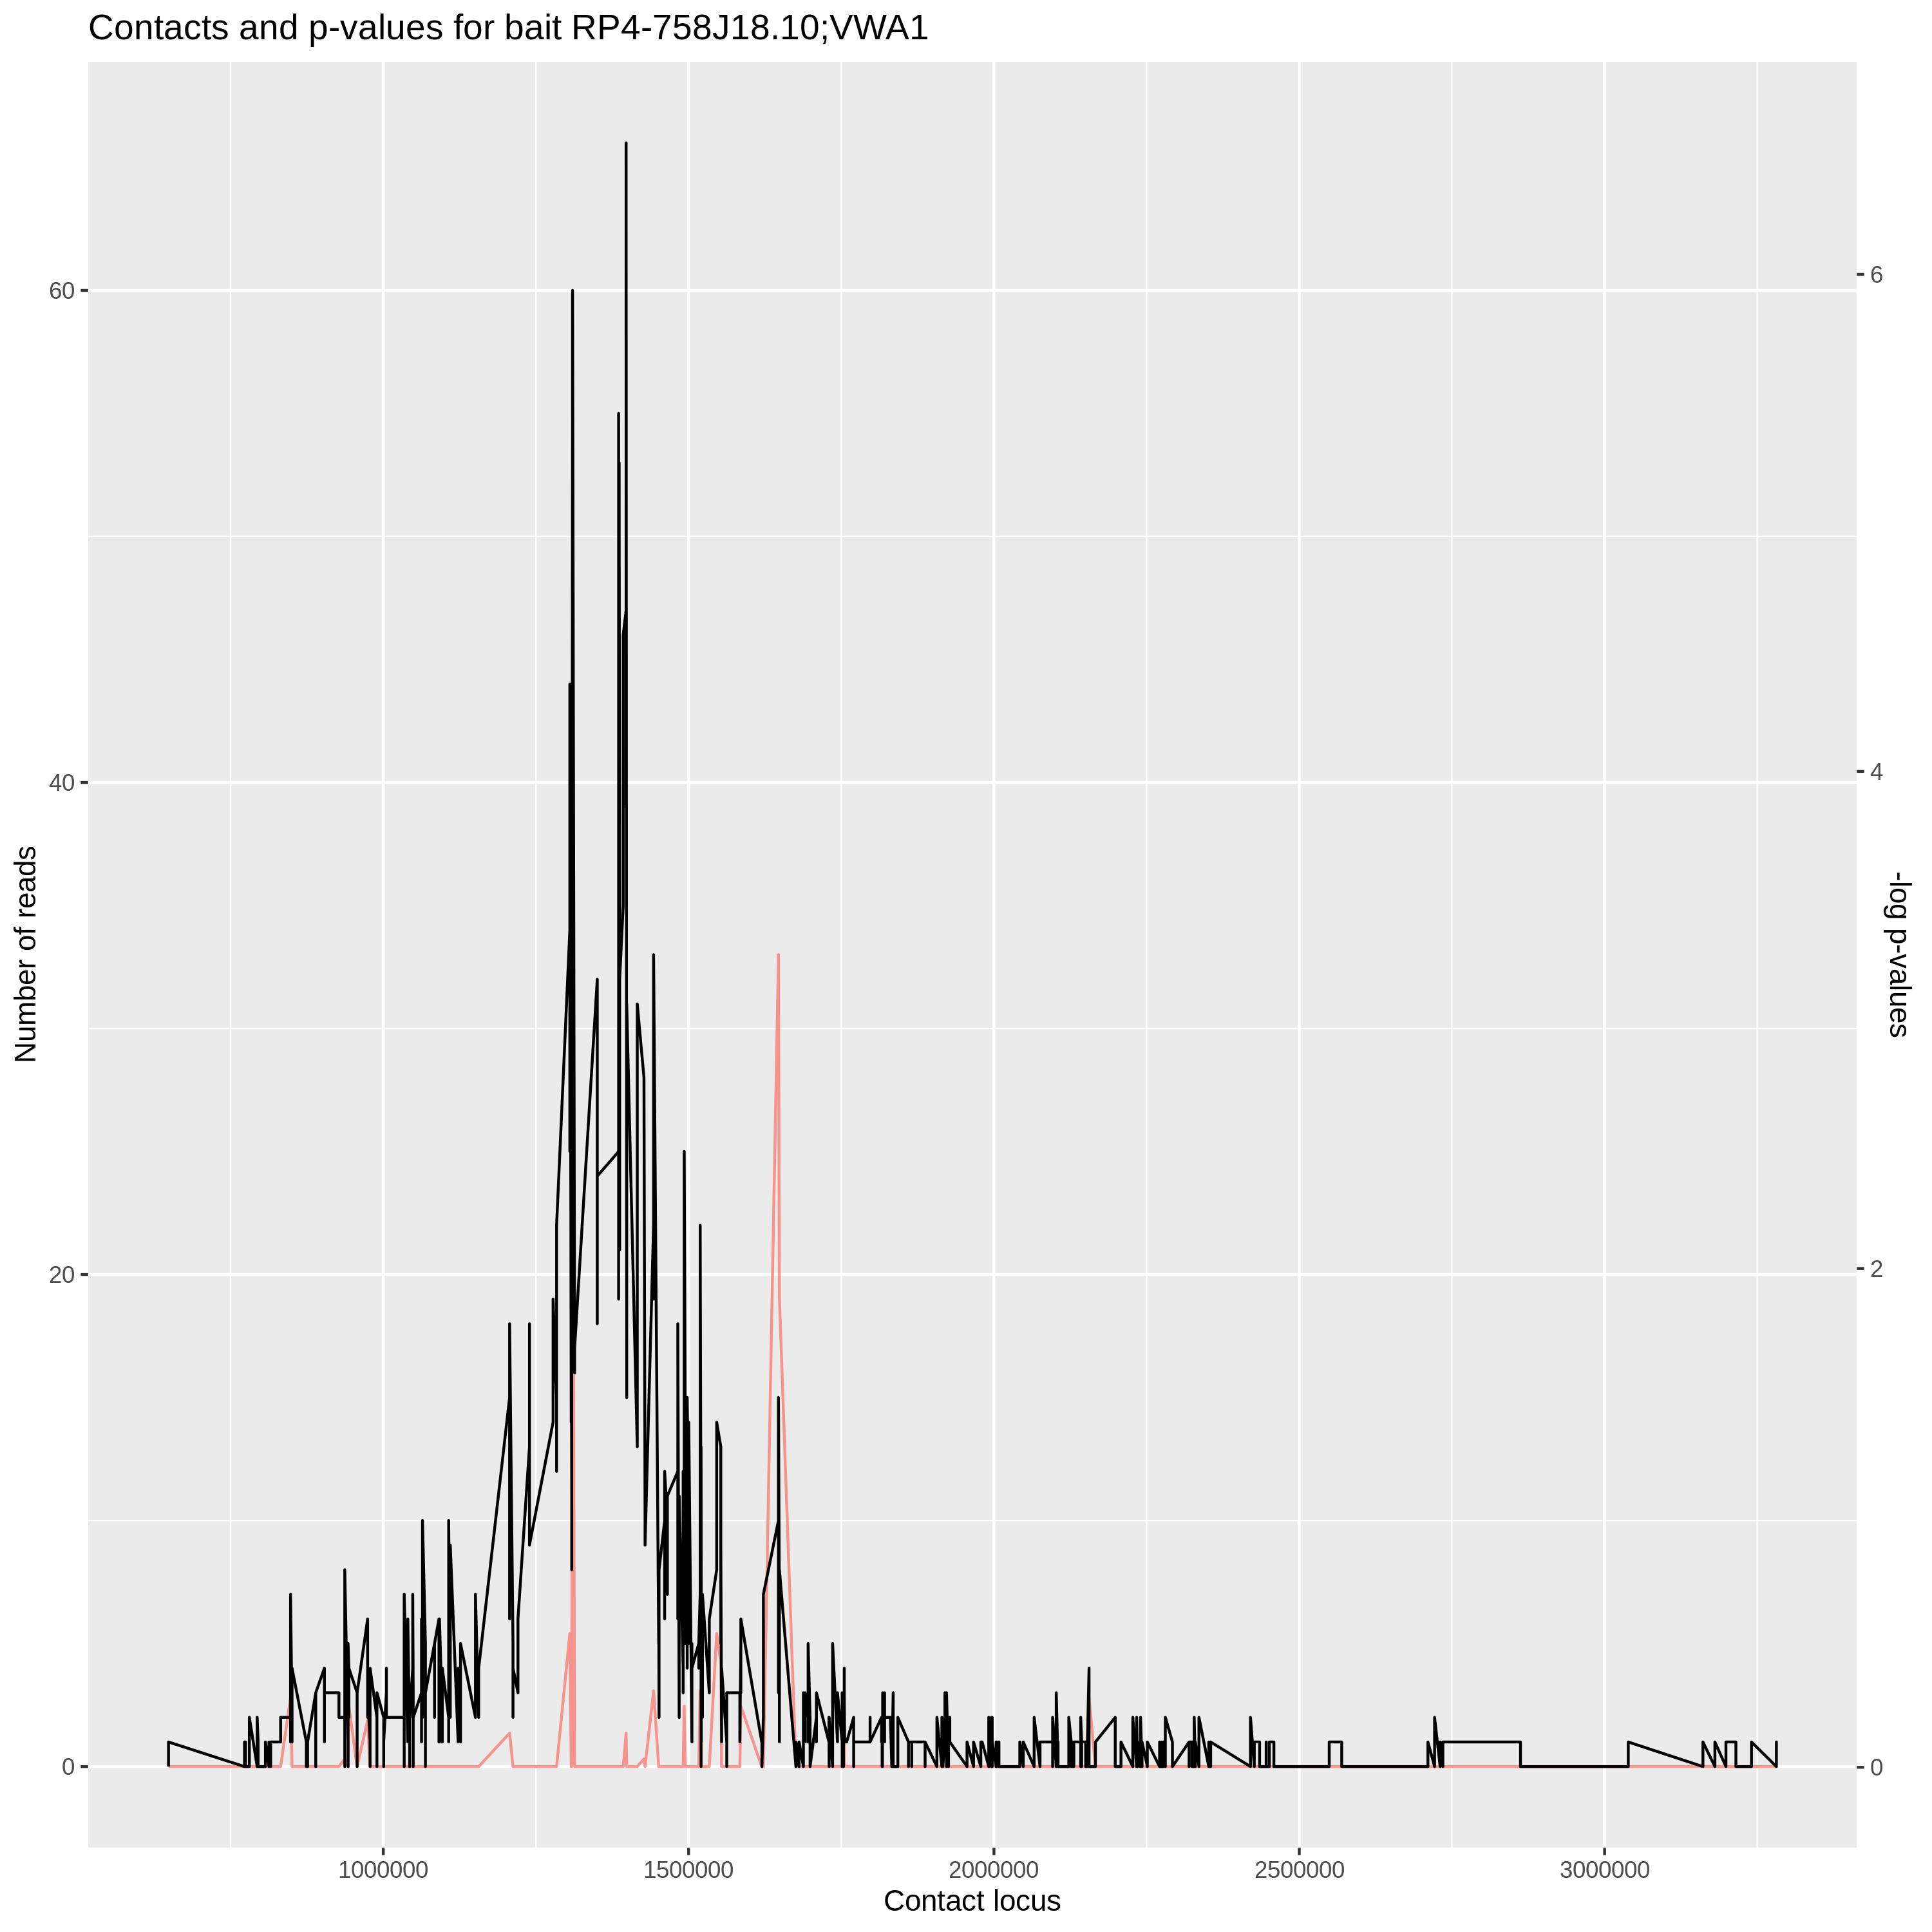 Contacts and p-values for bait RP4-758J18.10;VWA1
60
40
20
0
Number of reads
6
4
2
0
-log p-values
1000000 1500000 2000000 2500000 3000000
Contact locus